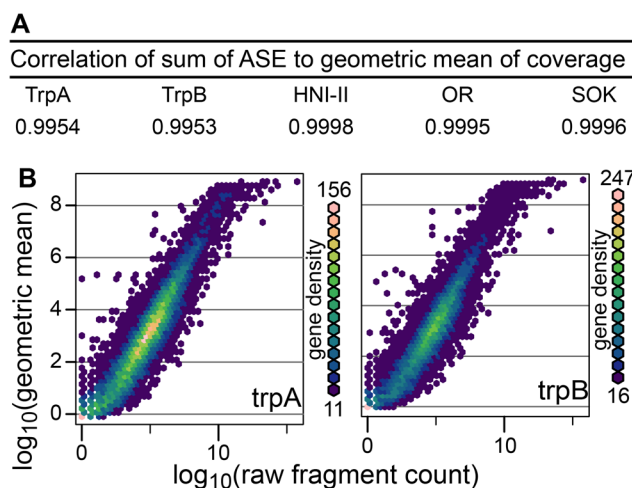 A
Correlation of sum of ASE to geometric mean of coverage
TrpA TrpB HNI-II OR SOK
0.9954 0.9953 0.9998 0.9995 0.9996
B
log10(geometric mean)
8
6
4
2
0
trpA
0 10
156
gene density
11
trpB
0 10
247
gene density
16
log10(raw fragment count)